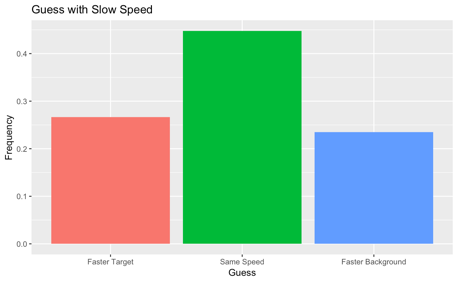 Guess with Slow Speed
Frequency
0.4
0.3
0.2
0.1
0.0
Faster Target
Same Speed
Faster Background
Guess